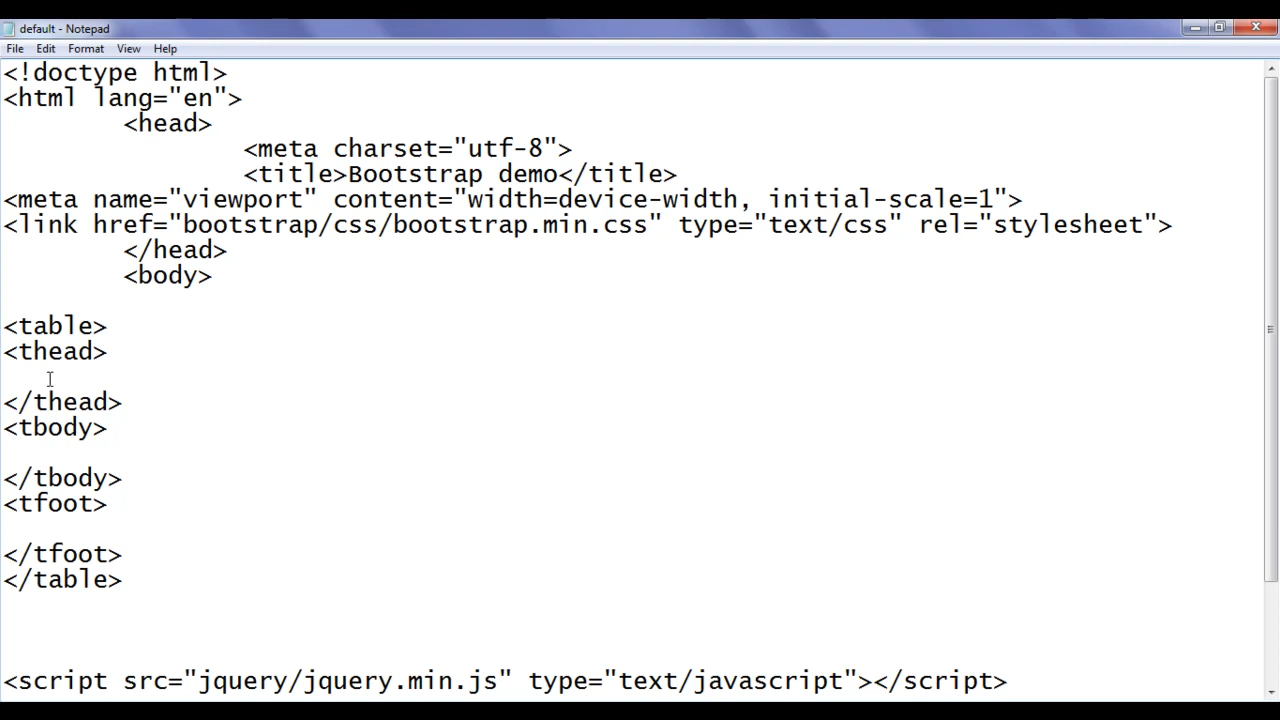 default - Notepad
File Edit Format View Help
<!doctype html>
<html lang="en">
<head>
<meta charset="utf-8">
<title>Bootstrap demo</title>
<meta name="viewport" content="width=device-width, initial-scale=1">
<link href="bootstrap/css/bootstrap.min.css" type="text/css" rel="stylesheet">
</head>
<body>
<table>
<thead>
</thead>
<tbody>
</tbody>
<tfoot>
</tfoot>
</table>
<script src="jquery/jquery.min.js" type="text/javascript"></script>